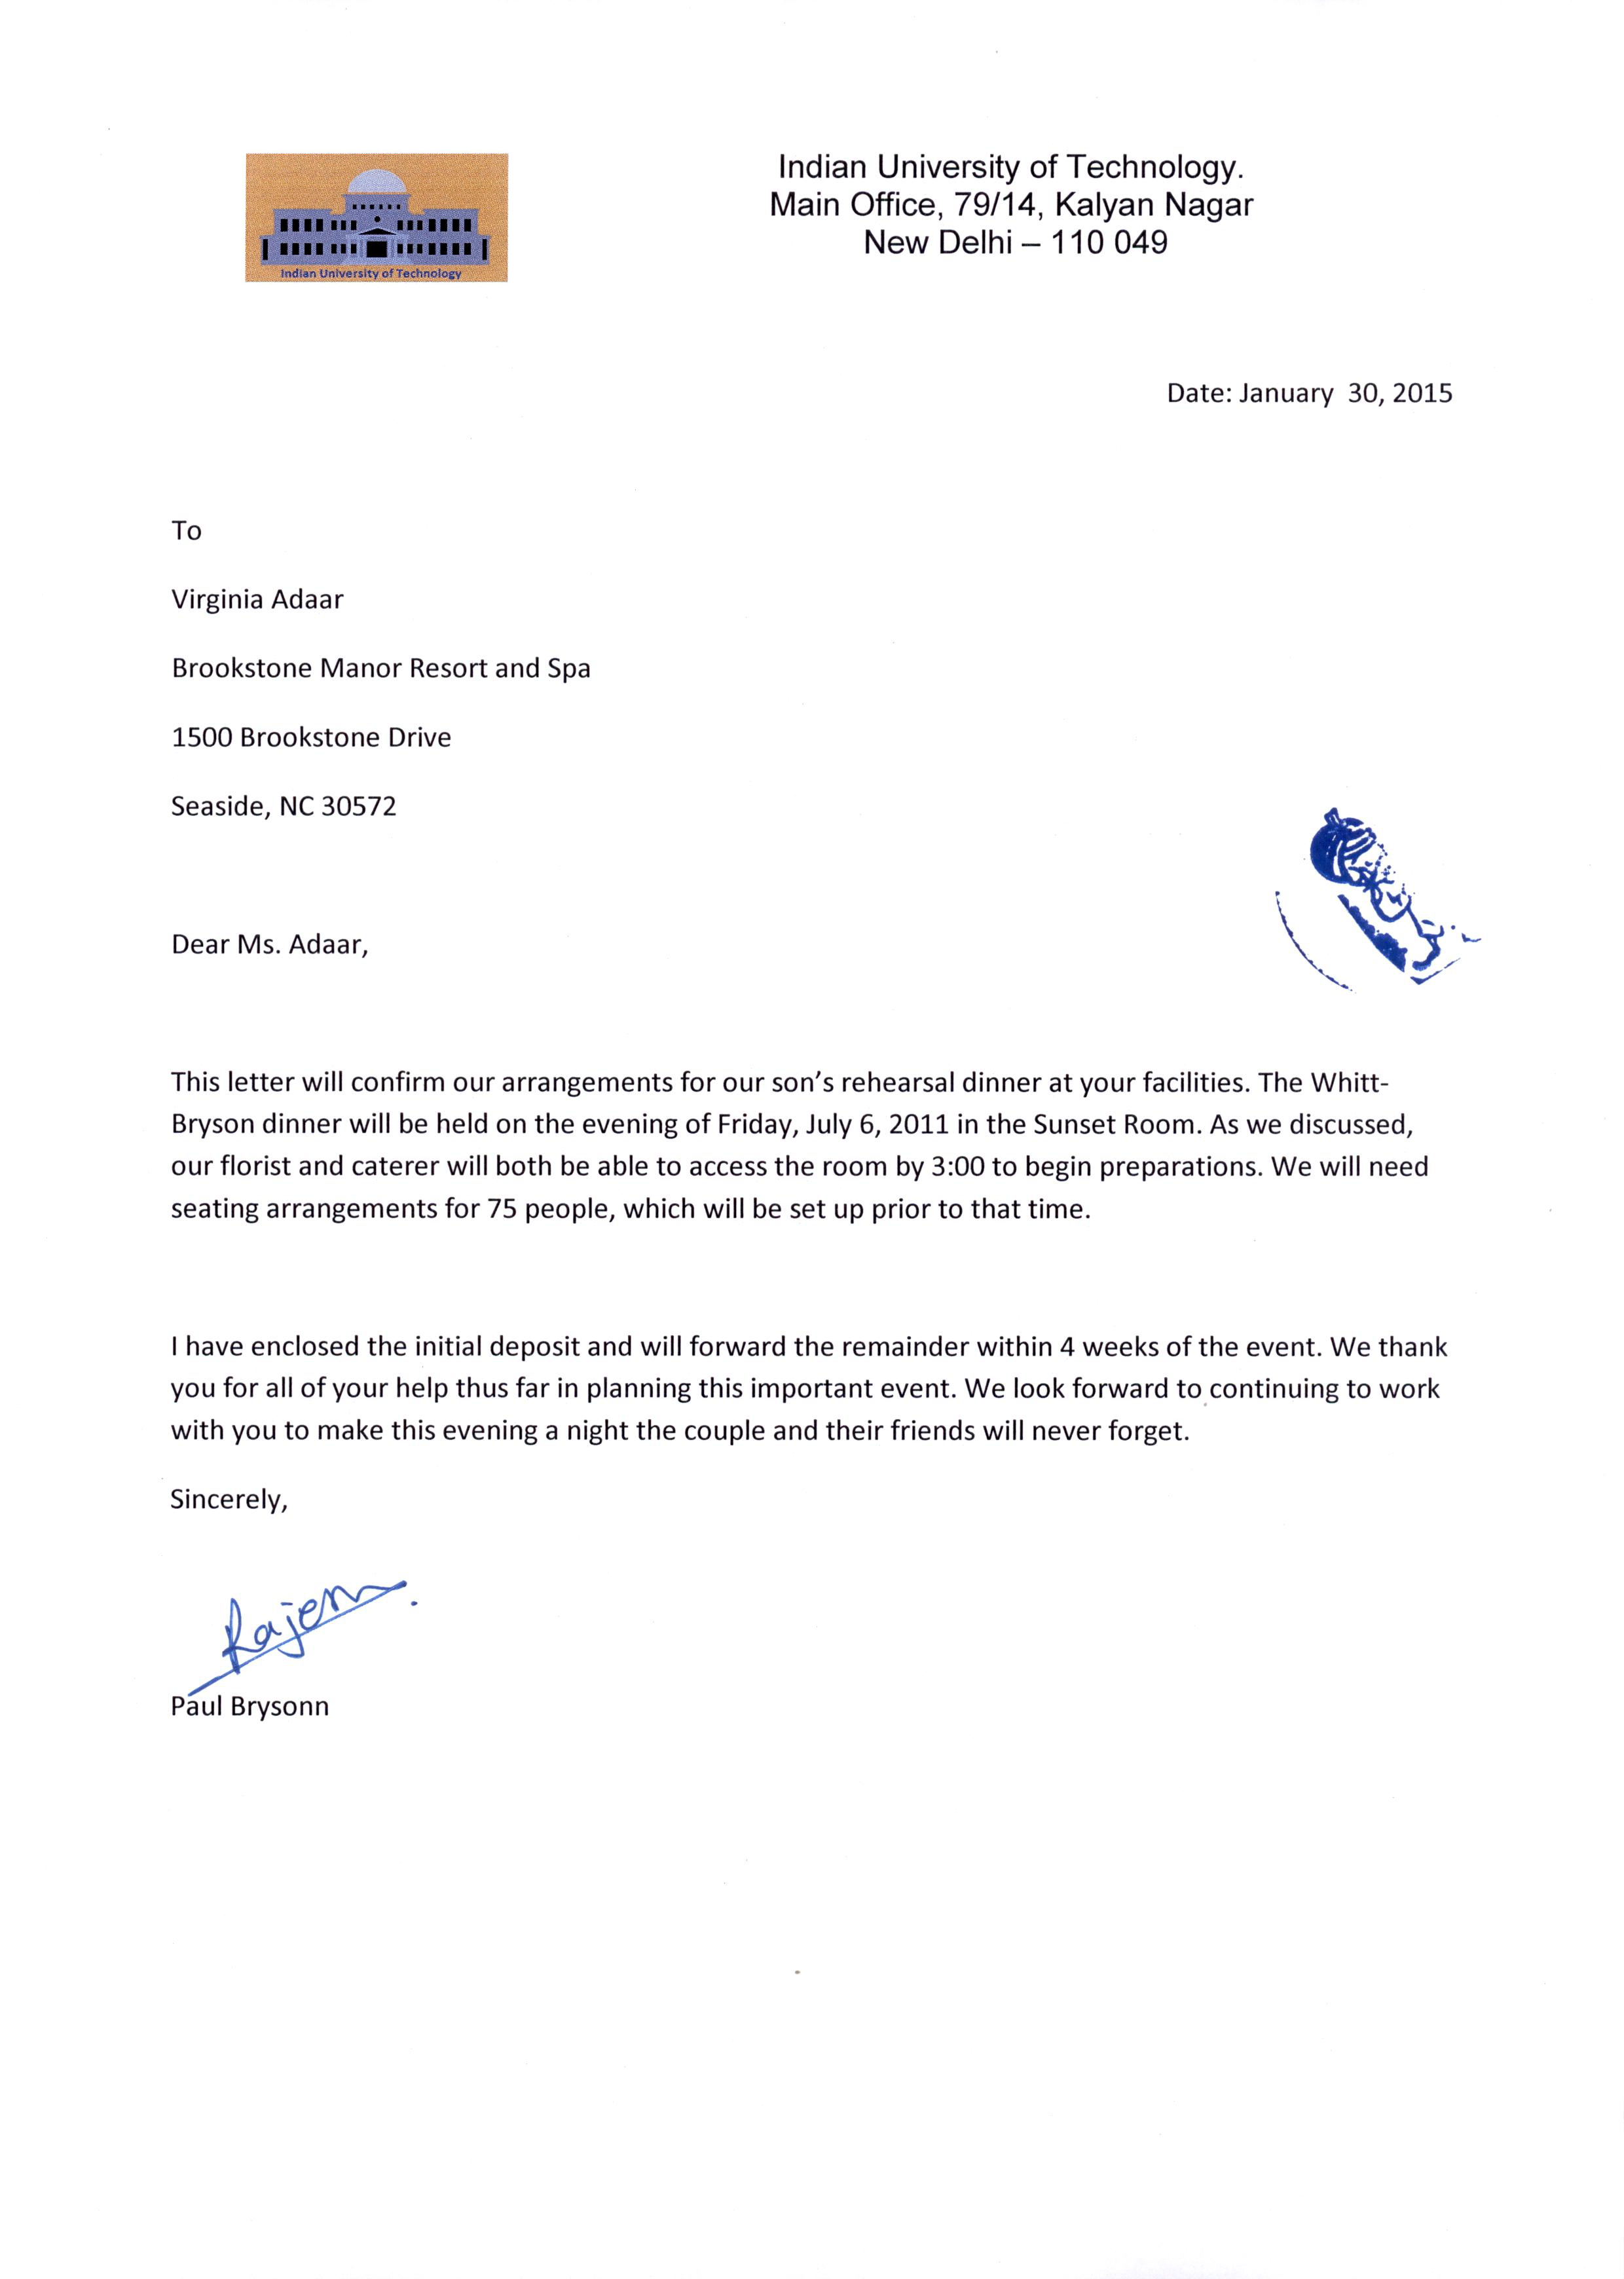 Indian University of Technology
Indian University of Technology.
Main Office, 79/14, Kalyan Nagar
New Delhi – 110 049
Date: January  30, 2015
To
Virginia Adaar
Brookstone Manor Resort and Spa
1500 Brookstone Drive
Seaside, NC 30572
Dear Ms. Adaar,
This letter will confirm our arrangements for our son’s rehearsal dinner at your facilities. The Whitt-
Bryson dinner will be held on the evening of Friday, July 6, 2011 in the Sunset Room. As we discussed,
our florist and caterer will both be able to access the room by 3:00 to begin preparations. We will need
seating arrangements for 75 people, which will be set up prior to that time.
I have enclosed the initial deposit and will forward the remainder within 4 weeks of the event. We thank
you for all of your help thus far in planning this important event. We look forward to continuing to work
with you to make this evening a night the couple and their friends will never forget.
Sincerely,
Paul Brysonn